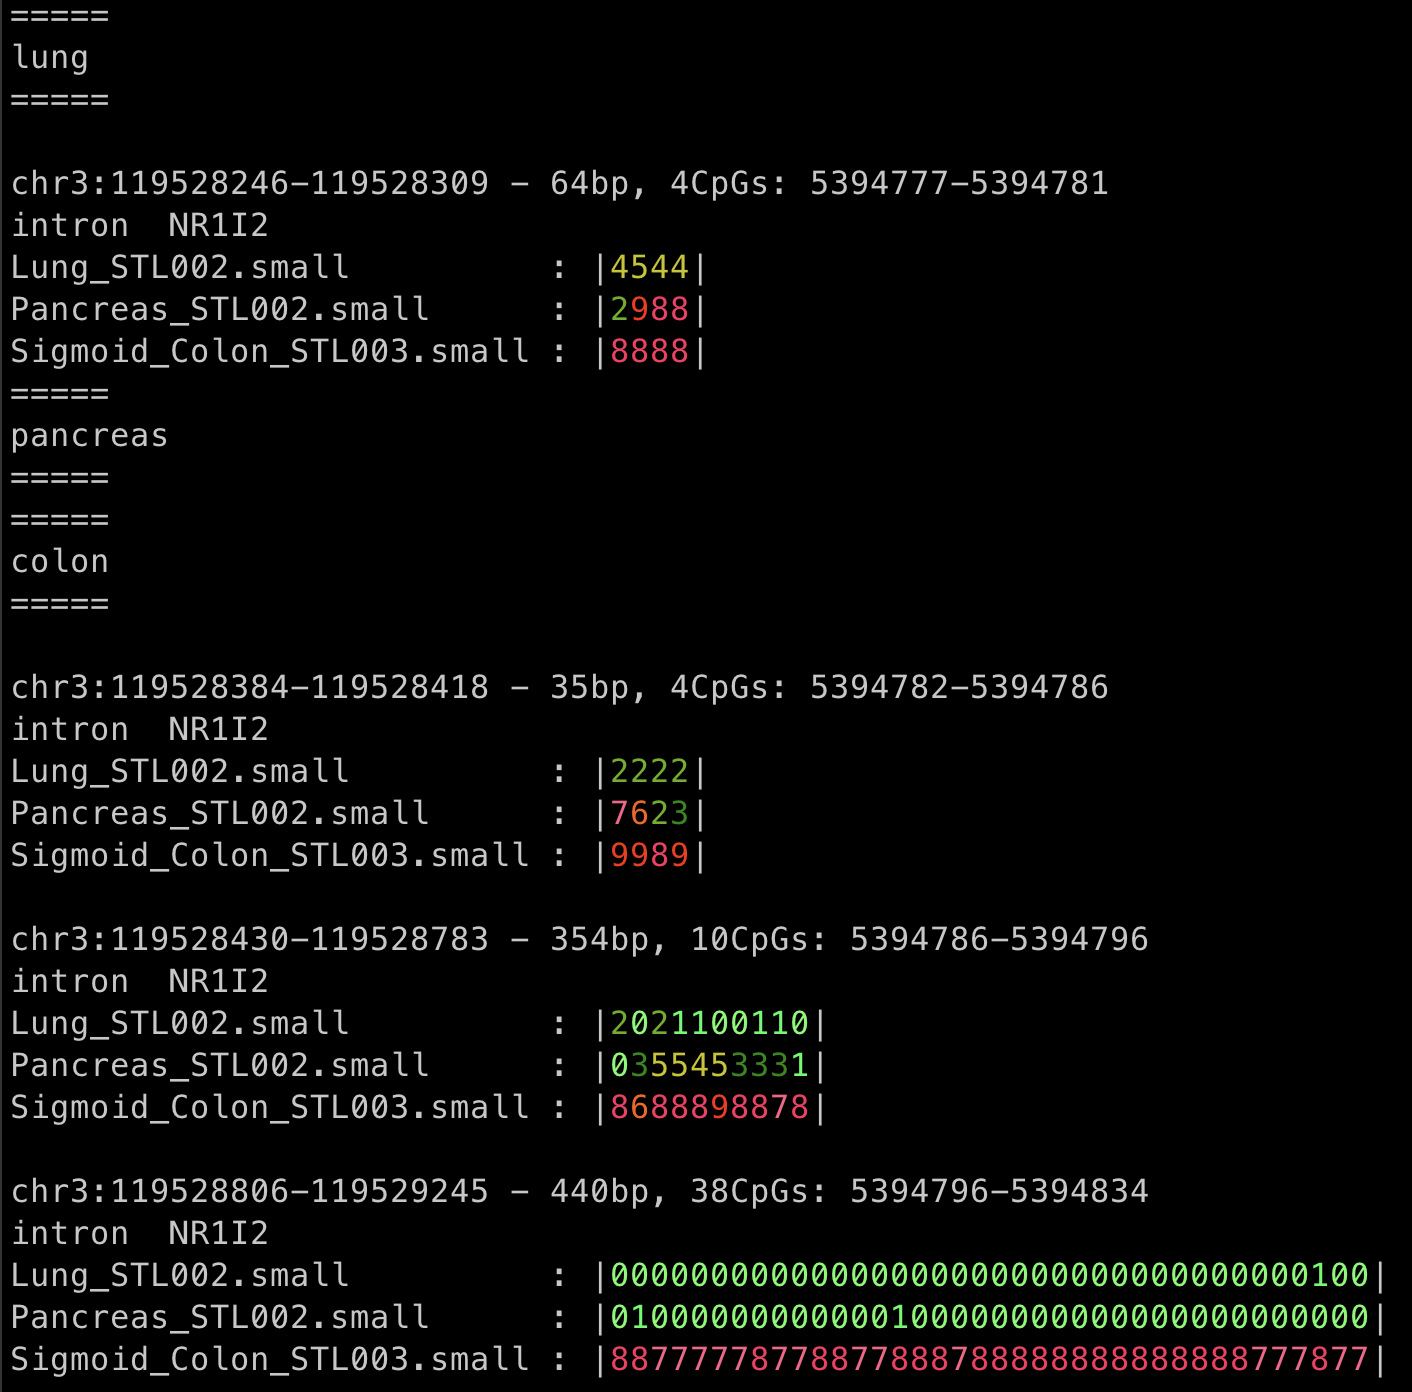 =====
lung
=====
chr3:119528246-119528309 - 64bp, 4CpGs: 5394777-5394781
intron  NR1I2
Lung_STL002.small          : |4544|
Pancreas_STL002.small      : |2988|
Sigmoid_Colon_STL003.small : |8888|
=====
pancreas
=====
=====
colon
=====
chr3:119528384-119528418 - 35bp, 4CpGs: 5394782-5394786
intron  NR1I2
Lung_STL002.small          : |2222|
Pancreas_STL002.small      : |7623|
Sigmoid_Colon_STL003.small : |9989|
chr3:119528430-119528783 - 354bp, 10CpGs: 5394786-5394796
intron  NR1I2
Lung_STL002.small          : |2021100110|
Pancreas_STL002.small      : |0355453331|
Sigmoid_Colon_STL003.small : |8688898878|
chr3:119528806-119529245 - 440bp, 38CpGs: 5394796-5394834
intron  NR1I2
Lung_STL002.small          : |00000000000000000000000000000000000100|
Pancreas_STL002.small      : |01000000000000100000000000000000000000|
Sigmoid_Colon_STL003.small : |88777778778877888788888888888888777877|